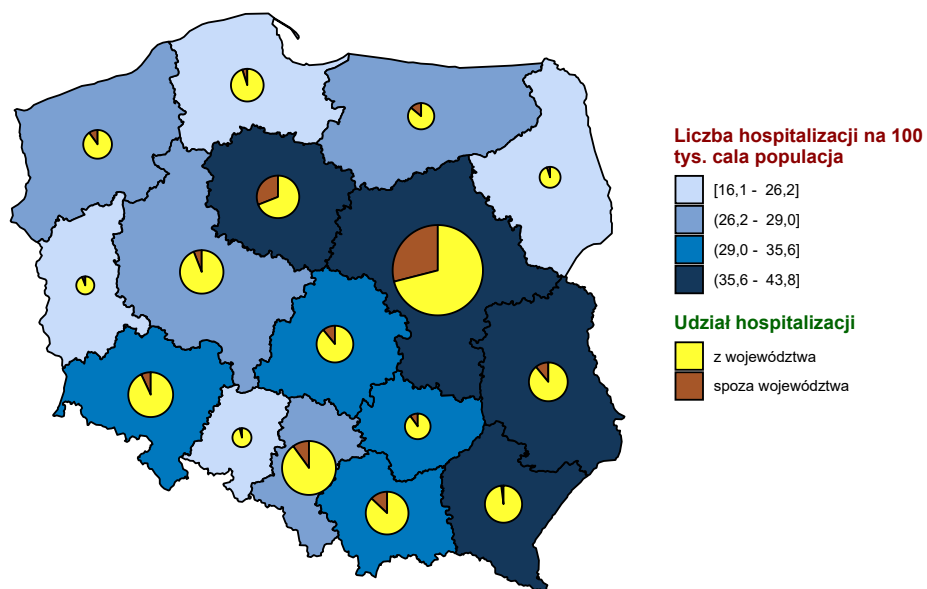 Liczba hospitalizacji na 100
tys. cala populacja
[16,1 - 26,2]
(26,2 - 29,0]
(29,0 - 35,6]
(35,6 - 43,8]
Udział hospitalizacji
z województwa
spoza województwa